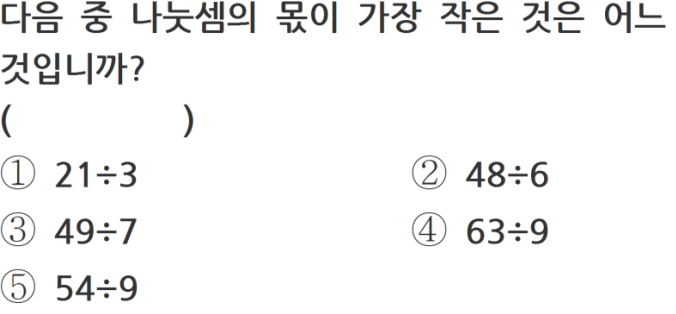 다음 중 나눗셈의 몫이 가장 작은 것은 어느
것입니까?
( )
① 21÷3 ② 48÷6
③ 49÷7 ④ 63÷9
⑤ 54÷9